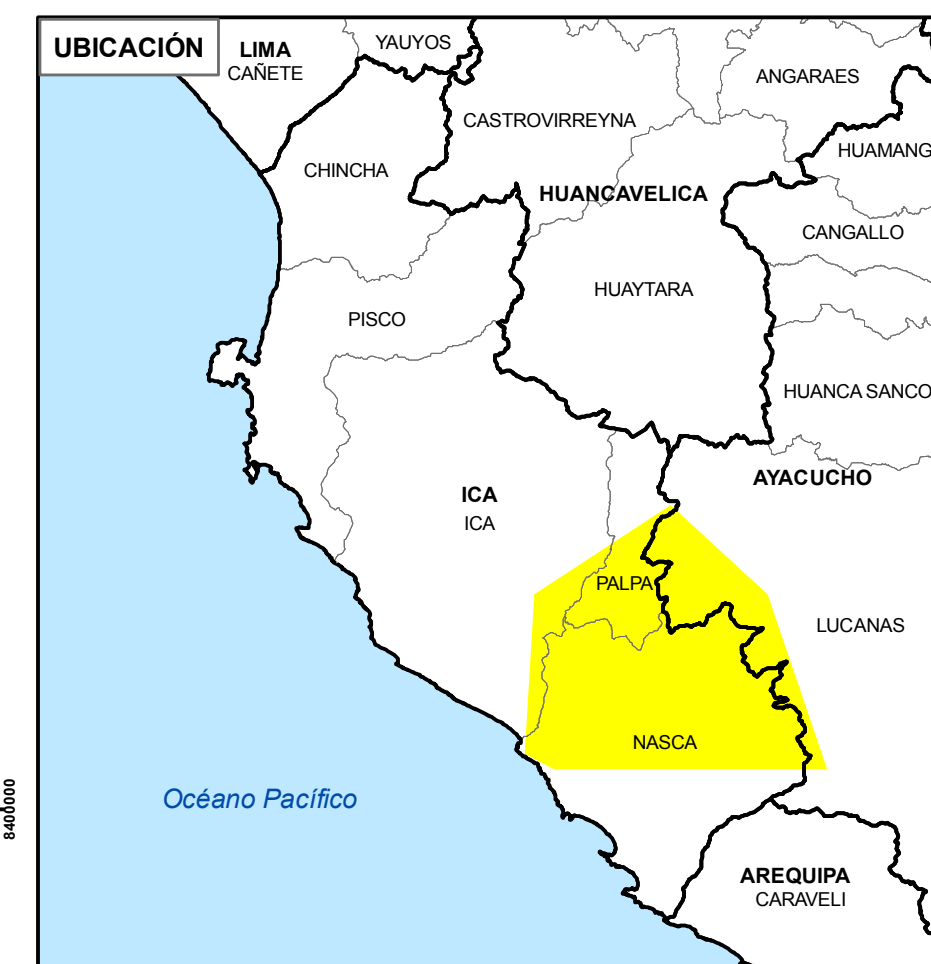 UBICACIÓN
LIMA
CAÑETE
YAUYOS
ANGARAES
CASTROVIRREYNA
HUAMANG
CHINCHA
HUANCAVELICA
CANGALLO
HUAYTARA
PISCO
HUANCA SANCO
AYACUCHO
ICA
ICA
PALPA
LUCANAS
NASCA
Océano Pacífico
8400000
AREQUIPA
CARAVELI